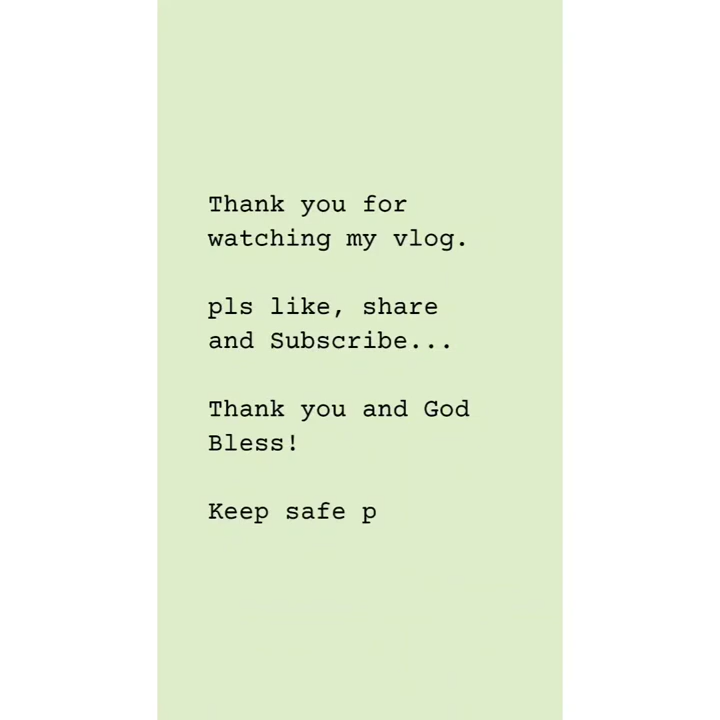 Thank you for
watching my vlog.
pls like, share
and Subscribe...
Thank you and God
Bless!
Keep safe p